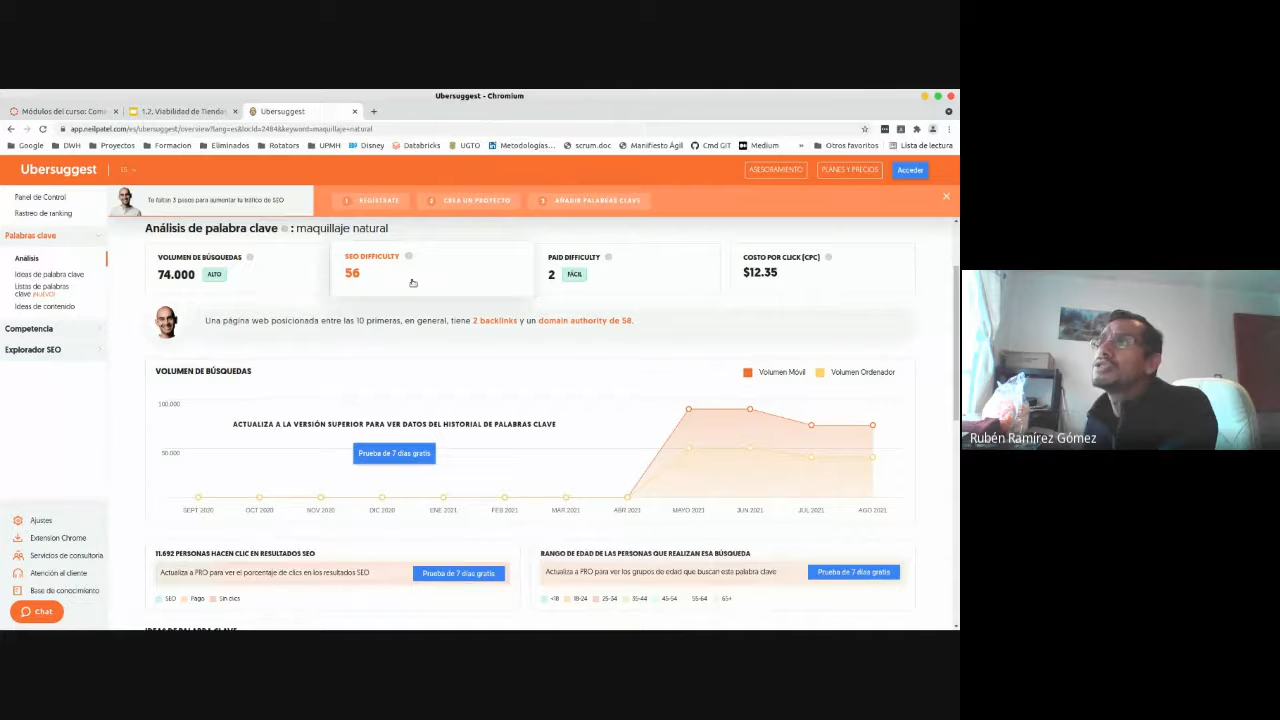 Ubersuggest - Chromium
Módulos del curso: Come
1.2. Viabilidad de Tiendas
Ubersuggest
app.neilpatel.com/es/ubersuggest/overview?lang=es&locId=2484&keyword=maquillaje+natural
Google
DWH
Proyectos
Formacion
Eliminados
Rotators
UPMH
Disney
Databricks
UGTO
Metodologías...
scrum.doc
Manifiesto Ágil
Cmd GIT
Medium
»
Otros favoritos
Lista de lectura
Ubersuggest
ES
ASESORAMIENTO
PLANES Y PRECIOS
Acceder
Te faltan 3 pasos para aumentar tu tráfico de SEO
1 REGÍSTRATE
2 CREA UN PROYECTO
3 AÑADIR PALABRAS CLAVE
Panel de Control
Rastreo de ranking
Palabras clave
Análisis
Ideas de palabra clave
Listas de palabras
clave (NUEVO)
Ideas de contenido
Competencia
Explorador SEO
Ajustes
Extension Chrome
Servicios de consultoría
Atención al cliente
Base de conocimiento
Chat
Análisis de palabra clave : maquillaje natural
VOLUMEN DE BÚSQUEDAS
74.000 ALTO
SEO DIFFICULTY
56
PAID DIFFICULTY
2 FÁCIL
COSTO POR CLICK (CPC)
$12.35
Una página web posicionada entre las 10 primeras, en general, tiene 2 backlinks y un domain authority de 58.
VOLUMEN DE BÚSQUEDAS
Volumen Móvil
Volumen Ordenador
100.000
ACTUALIZA A LA VERSIÓN SUPERIOR PARA VER DATOS DEL HISTORIAL DE PALABRAS CLAVE
50.000
Prueba de 7 días gratis
SEPT 2020
OCT 2020
NOV 2020
DIC 2020
ENE 2021
FEB 2021
MAR 2021
ABR 2021
MAYO 2021
JUN 2021
JUL 2021
AGO 2021
11.692 PERSONAS HACEN CLIC EN RESULTADOS SEO
Actualiza a PRO para ver el porcentaje de clics en los resultados SEO
Prueba de 7 días gratis
SEO
Pago
Sin clics
RANGO DE EDAD DE LAS PERSONAS QUE REALIZAN ESA BÚSQUEDA
Actualiza a PRO para ver los grupos de edad que buscan esta palabra clave
Prueba de 7 días gratis
<18
18-24
25-34
35-44
45-54
55-64
65+
IDEAS DE PALABRA CLAVE
Rubén Ramírez Gómez